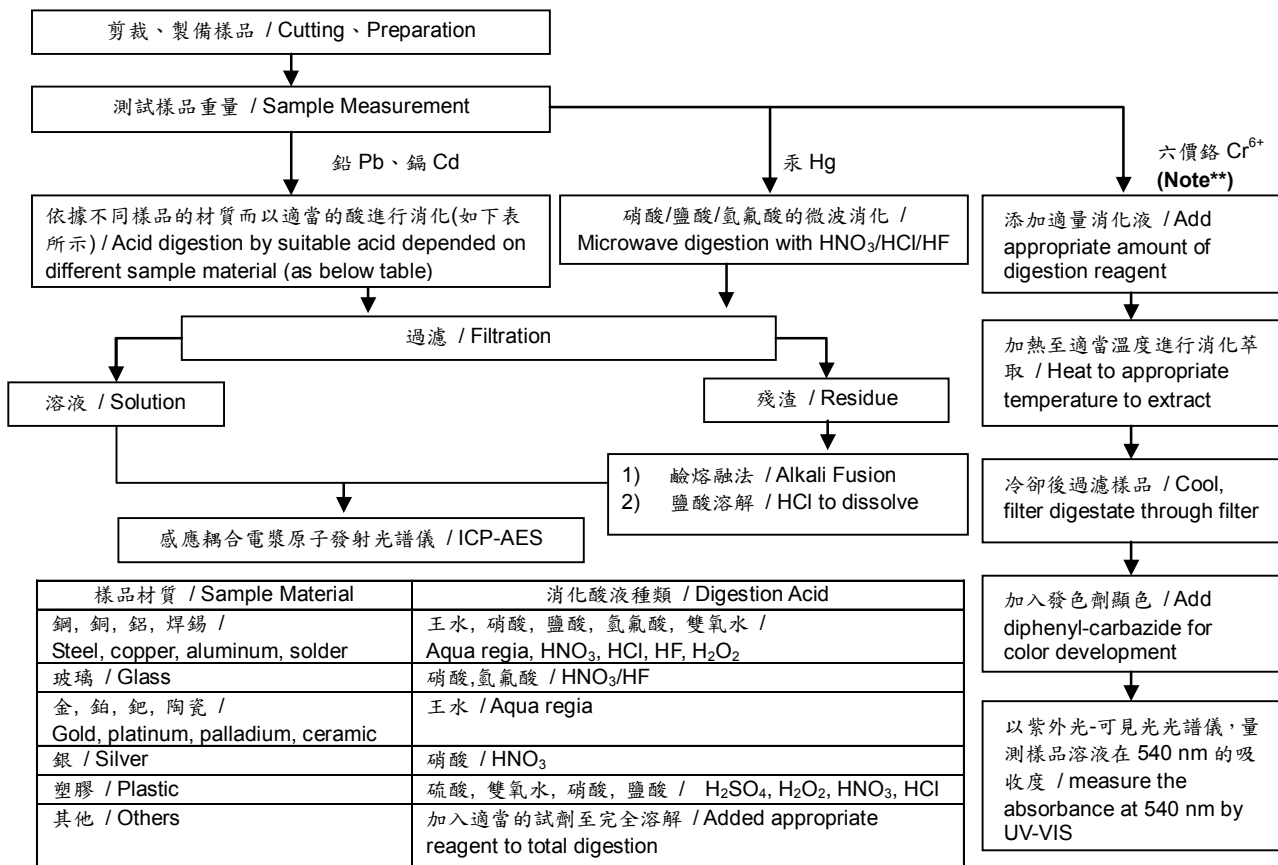 剪裁、製備樣品 / Cutting、Preparation
測試樣品重量 / Sample Measurement
鉛 Pb、鎘 Cd
汞 Hg
六價鉻 Cr⁶⁺
(Note**)
依據不同樣品的材質而以適當的酸進行消化(如下表
所示) / Acid digestion by suitable acid depended on
different sample material (as below table)
硝酸/鹽酸/氫氟酸的微波消化 /
Microwave digestion with HNO₃/HCl/HF
添加適量消化液 / Add
appropriate amount of
digestion reagent
過濾 / Filtration
加熱至適當溫度進行消化萃
取 / Heat to appropriate
temperature to extract
溶液 / Solution
殘渣 / Residue
1) 鹼熔融法 / Alkali Fusion
2) 鹽酸溶解 / HCl to dissolve
冷卻後過濾樣品 / Cool,
filter digestate through filter
感應耦合電漿原子發射光譜儀 / ICP-AES
加入發色劑顯色 / Add
diphenyl-carbazide for
color development
以紫外光-可見光光譜儀，量
測樣品溶液在 540 nm 的吸
收度 / measure the
absorbance at 540 nm by
UV-VIS
樣品材質 / Sample Material
消化酸液種類 / Digestion Acid
鋼, 銅, 鋁, 焊錫 /
Steel, copper, aluminum, solder
王水, 硝酸, 鹽酸, 氫氟酸, 雙氧水 /
Aqua regia, HNO₃, HCl, HF, H₂O₂
玻璃 / Glass
硝酸,氫氟酸 / HNO₃/HF
金, 鉑, 鈀, 陶瓷 /
Gold, platinum, palladium, ceramic
王水 / Aqua regia
銀 / Silver
硝酸 / HNO₃
塑膠 / Plastic
硫酸, 雙氧水, 硝酸, 鹽酸 / H₂SO₄, H₂O₂, HNO₃, HCl
其他 / Others
加入適當的試劑至完全溶解 / Added appropriate
reagent to total digestion